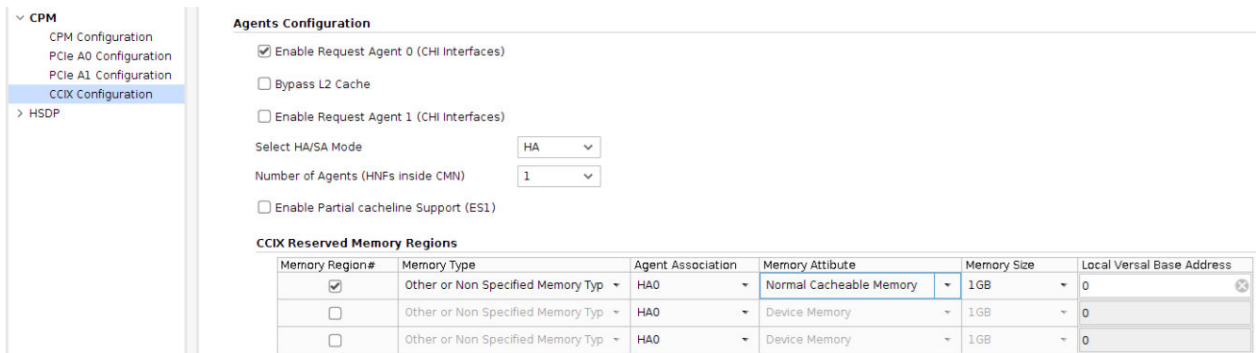 CPM
CPM Configuration
PCIe A0 Configuration
PCIe A1 Configuration
CCIX Configuration
HSDP
Agents Configuration
Enable Request Agent 0 (CHI Interfaces)
Bypass L2 Cache
Enable Request Agent 1 (CHI Interfaces)
Select HA/SA Mode HA
Number of Agents (HNFs inside CMN) 1
Enable Partial cacheline Support (ES1)
CCIX Reserved Memory Regions
Memory Region# Memory Type Agent Association Memory Attibute Memory Size Local Versal Base Address
Other or Non Specified Memory Typ HA0 Normal Cacheable Memory 1GB 0
Other or Non Specified Memory Typ HA0 Device Memory 1GB 0
Other or Non Specified Memory Typ HA0 Device Memory 1GB 0